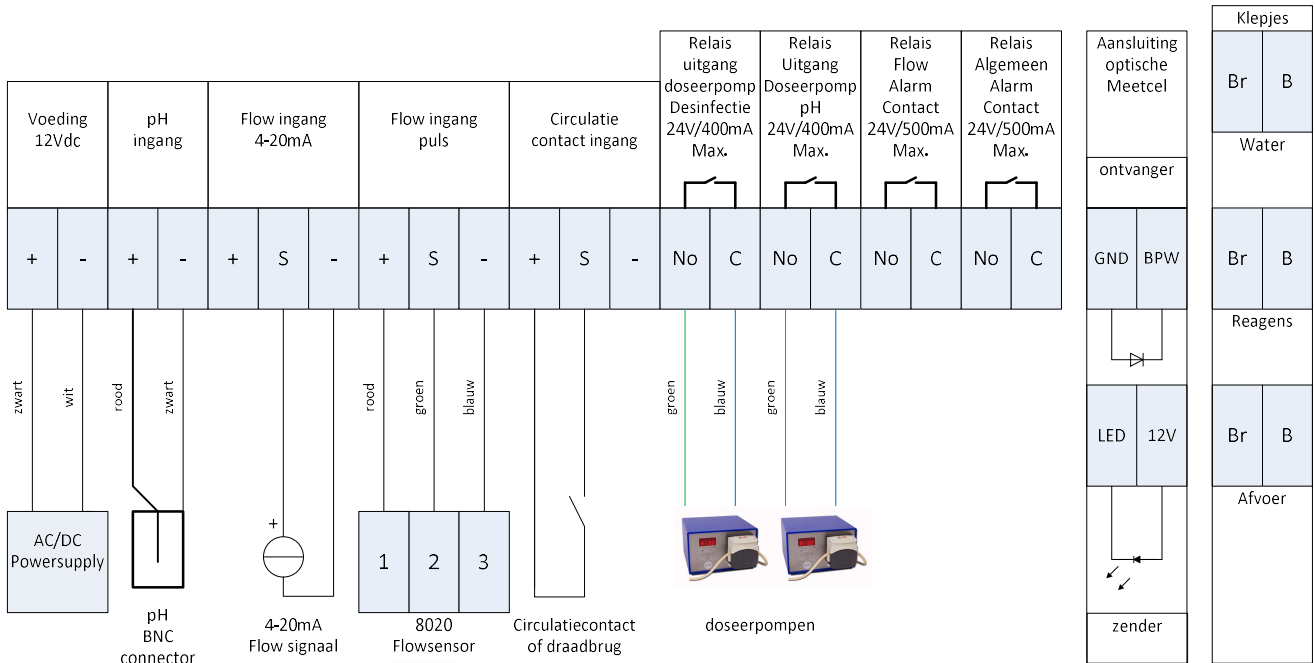 Klepjes
Voeding
12Vdc
pH
ingang
Flow ingang
4-20mA
Flow ingang
puls
Circulatie
contact ingang
Relais
uitgang
doseerpomp
Desinfectie
24V/400mA
Max.
Relais
Uitgang
Doseerpomp
pH
24V/400mA
Max.
Relais
Flow
Alarm
Contact
24V/500mA
Max.
Relais
Algemeen
Alarm
Contact
24V/500mA
Max.
Aansluiting
optische
Meetcel
ontvanger
Br B
Water
+ - + - + S - + S - + S - No C No C No C No C
GND BPW
Br B
Reagens
zwart
wit
rood
zwart
rood
groen
blauw
groen
blauw
groen
blauw
LED 12V
Br B
Afvoer
AC/DC
Powersupply
pH
BNC
connector
+
4-20mA
Flow signaal
1 2 3
8020
Flowsensor
Circulatiecontact
of draadbrug
doseerpompen
zender